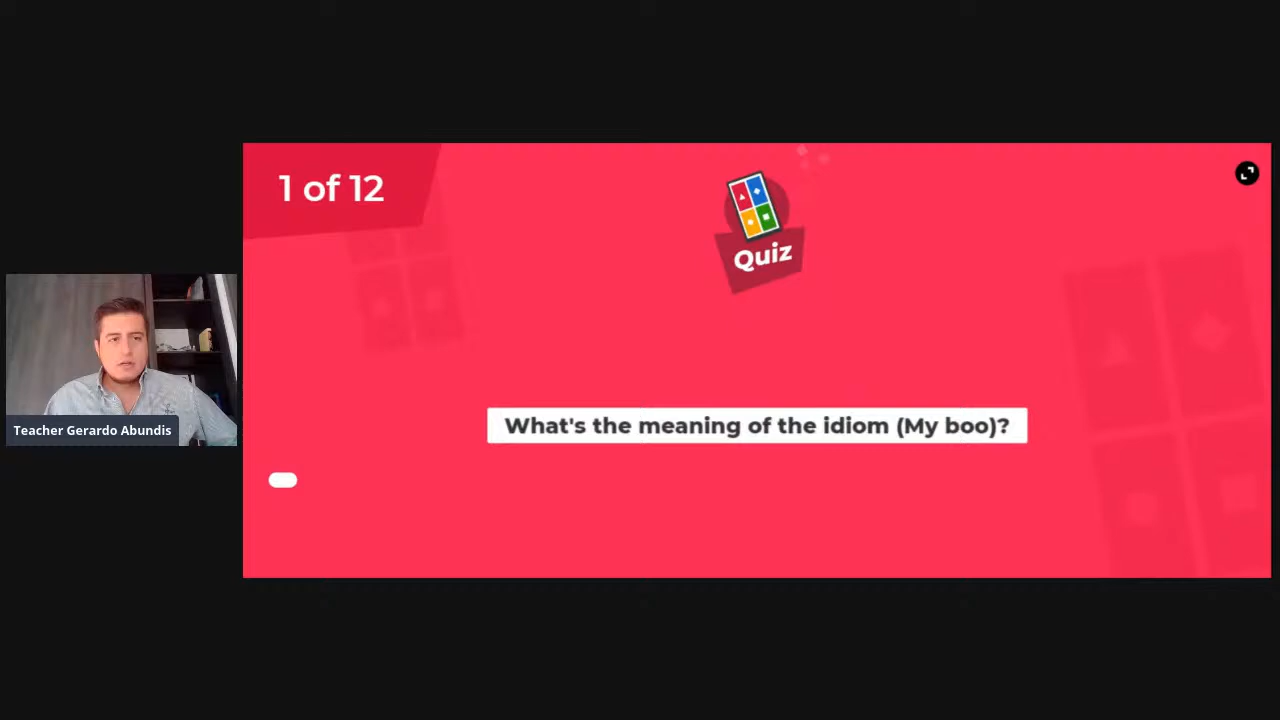 1 of 12
Quiz
What's the meaning of the idiom (My boo)?
Teacher Gerardo Abundis